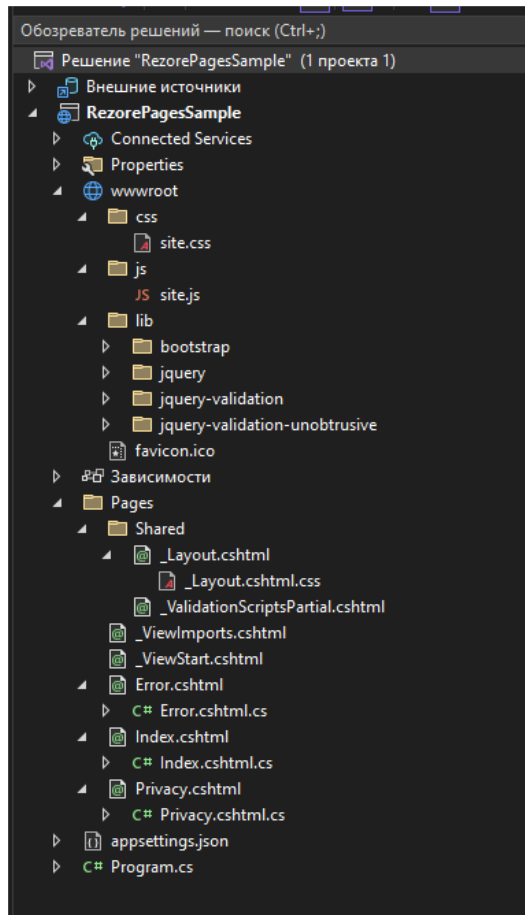 Обозреватель решений — поиск (Ctrl+;)
Решение "RezorePagesSample" (1 проекта 1)
Внешние источники
RezorePagesSample
Connected Services
Properties
wwwroot
css
site.css
js
JS site.js
lib
bootstrap
jquery
jquery-validation
jquery-validation-unobtrusive
favicon.ico
Зависимости
Pages
Shared
_Layout.cshtml
_Layout.cshtml.css
_ValidationScriptsPartial.cshtml
_ViewImports.cshtml
_ViewStart.cshtml
Error.cshtml
C# Error.cshtml.cs
Index.cshtml
C# Index.cshtml.cs
Privacy.cshtml
C# Privacy.cshtml.cs
appsettings.json
C# Program.cs